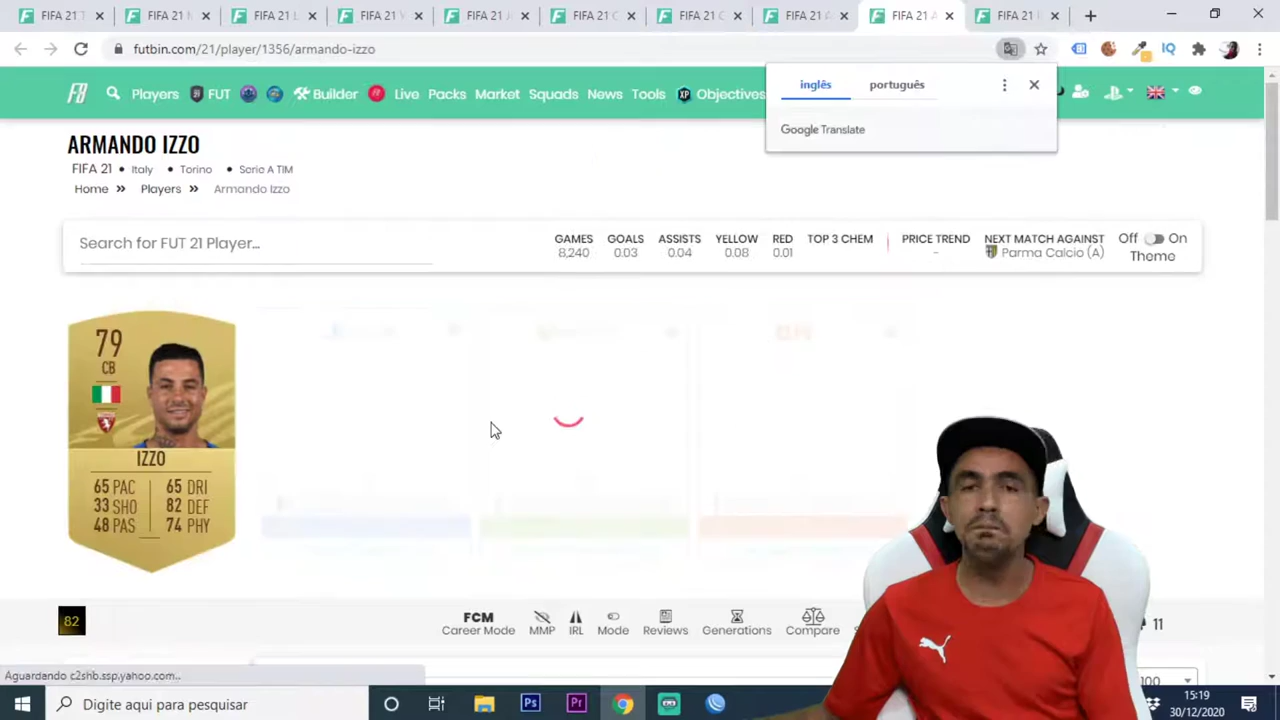 FIFA 21 T
FIFA 21
FIFA 21 L
FIFA 21 V
FIFA 21
FIFA 21 C
FIFA 21 C
FIFA 21 A
FIFA 21 A
FIFA 21
futbin.com/21/player/1356/armando-izzo
IQ
Players
FUT
Builder
Live
Packs
Market
Squads
News
Tools
XP
Objectives
inglês
português
Google Translate
ARMANDO IZZO
FIFA 21 • Italy • Torino • Serie A TIM
Home » Players » Armando Izzo
Search for FUT 21 Player...
GAMES
8,240
GOALS
0.03
ASSISTS
0.04
YELLOW
0.08
RED
0.01
TOP 3 CHEM
PRICE TREND
-
NEXT MATCH AGAINST
Parma Calcio (A)
Off On
Theme
79
CB
IZZO
65 PAC 65 DRI
33 SHO 82 DEF
48 PAS 74 PHY
82
FCM
Career Mode
MMP
IRL
Mode
Reviews
Generations
Compare
11
100
Aguardando c2shb.ssp.yahoo.com...
Digite aqui para pesquisar
Ps
Pr
15:19
30/12/2020